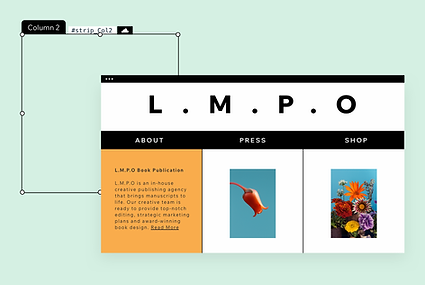 Column 2
#strip_Col2
L.M.P.O
ABOUT
PRESS
SHOP
L.M.P.O Book Publication
L.M.P.O is an in-house
creative publishing agency
that brings manuscripts to
life. Our creative team is
ready to provide top-notch
editing, strategic marketing
plans and award-winning
book design. Read More